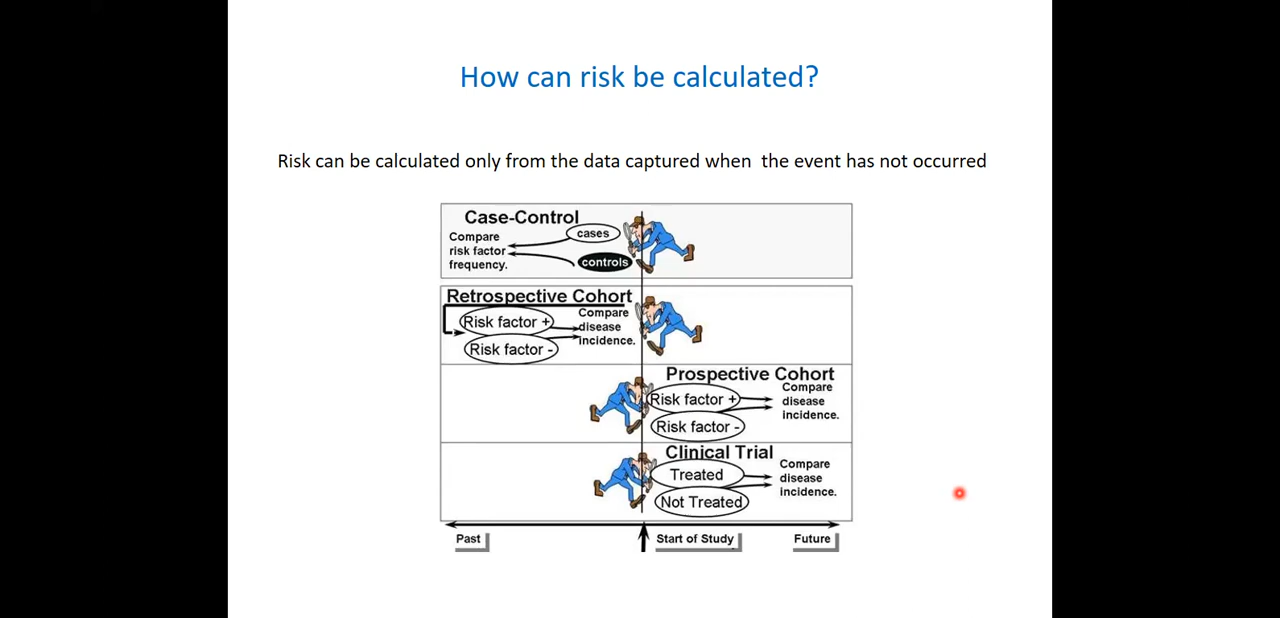 How can risk be calculated?
Risk can be calculated only from the data captured when the event has not occurred
Case-Control
Compare
risk factor
frequency.
cases
controls
Retrospective Cohort
Risk factor +
Risk factor -
Compare
disease
incidence.
Prospective Cohort
Risk factor +
Risk factor -
Compare
disease
incidence.
Clinical Trial
Treated
Not Treated
Compare
disease
incidence.
Past
Start of Study
Future